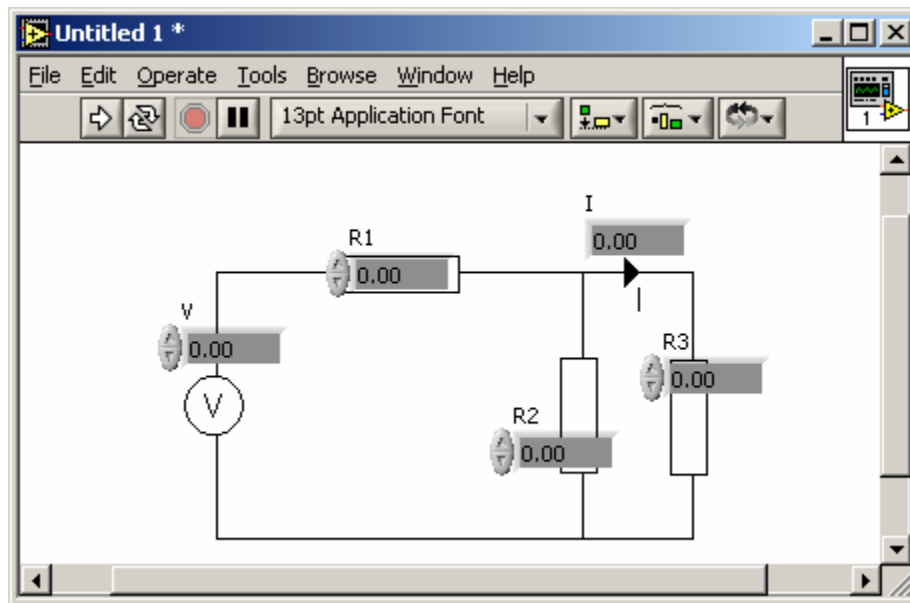 Untitled 1 *
File Edit Operate Tools Browse Window Help
13pt Application Font
1
I
0.00
R1
0.00
I
V
0.00
R3
0.00
V
R2
0.00